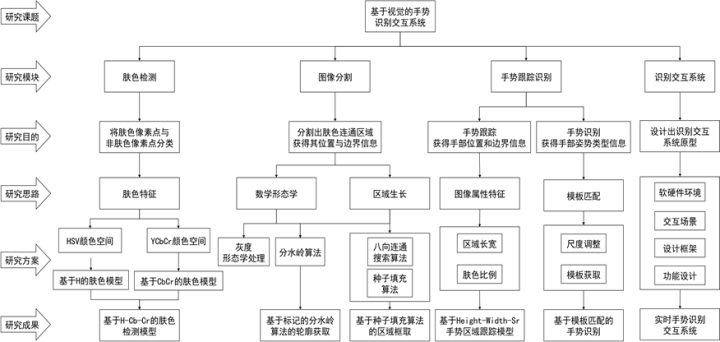 研究课题
基于视觉的手势
识别交互系统
研究模块
肤色检测
图像分割
手势跟踪识别
识别交互系统
研究目的
将肤色像素点与
非肤色像素点分类
分割出肤色连通区域
获得其位置与边界信息
手势跟踪
获得手部位置和边界信息
手势识别
获得手部姿势类型信息
设计出识别交互
系统原型
研究思路
肤色特征
数学形态学
区域生长
图像属性特征
模板匹配
软硬件环境
交互场景
设计框架
功能设计
研究方案
HSV颜色空间
YCbCr颜色空间
基于H的肤色模型
基于CbCr的肤色模型
灰度
形态学处理
分水岭算法
八向连通
搜索算法
种子填充
算法
区域长宽
肤色比例
尺度调整
模板获取
研究成果
基于H-Cb-Cr的肤色
检测模型
基于标记的分水岭
算法的轮廓获取
基于种子填充算法
的区域框取
基于Height-Width-Sr
手势区域跟踪模型
基于模板匹配的
手势识别
实时手势识别
交互系统